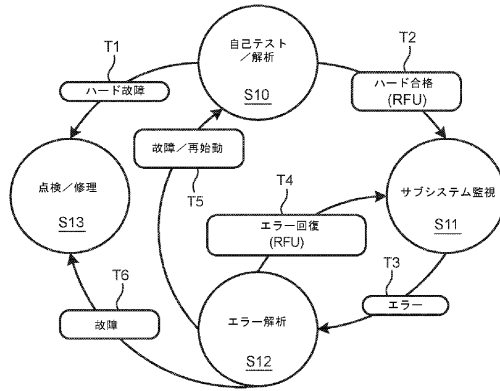 T1
T2
自己テスト
／解析
S10
ハード故障
ハード合格
(RFU)
故障／再始動
T5
T4
点検／修理
S13
サブシステム監視
S11
エラー回復
(RFU)
T3
T6
エラー
故障
エラー解析
S12